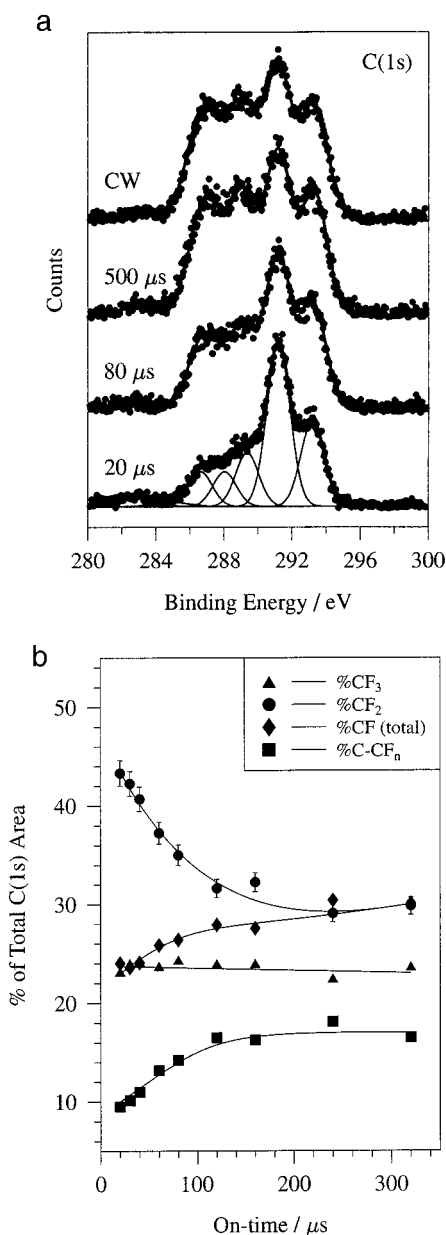 a
C(1s)
CW
500 μs
80 μs
20 μs
Counts
280 284 288 292 296 300
Binding Energy / eV
b
%CF₃
%CF₂
%CF (total)
%C-CFₙ
50
40
30
20
10
% of Total C(1s) Area
0 100 200 300
On-time / μs